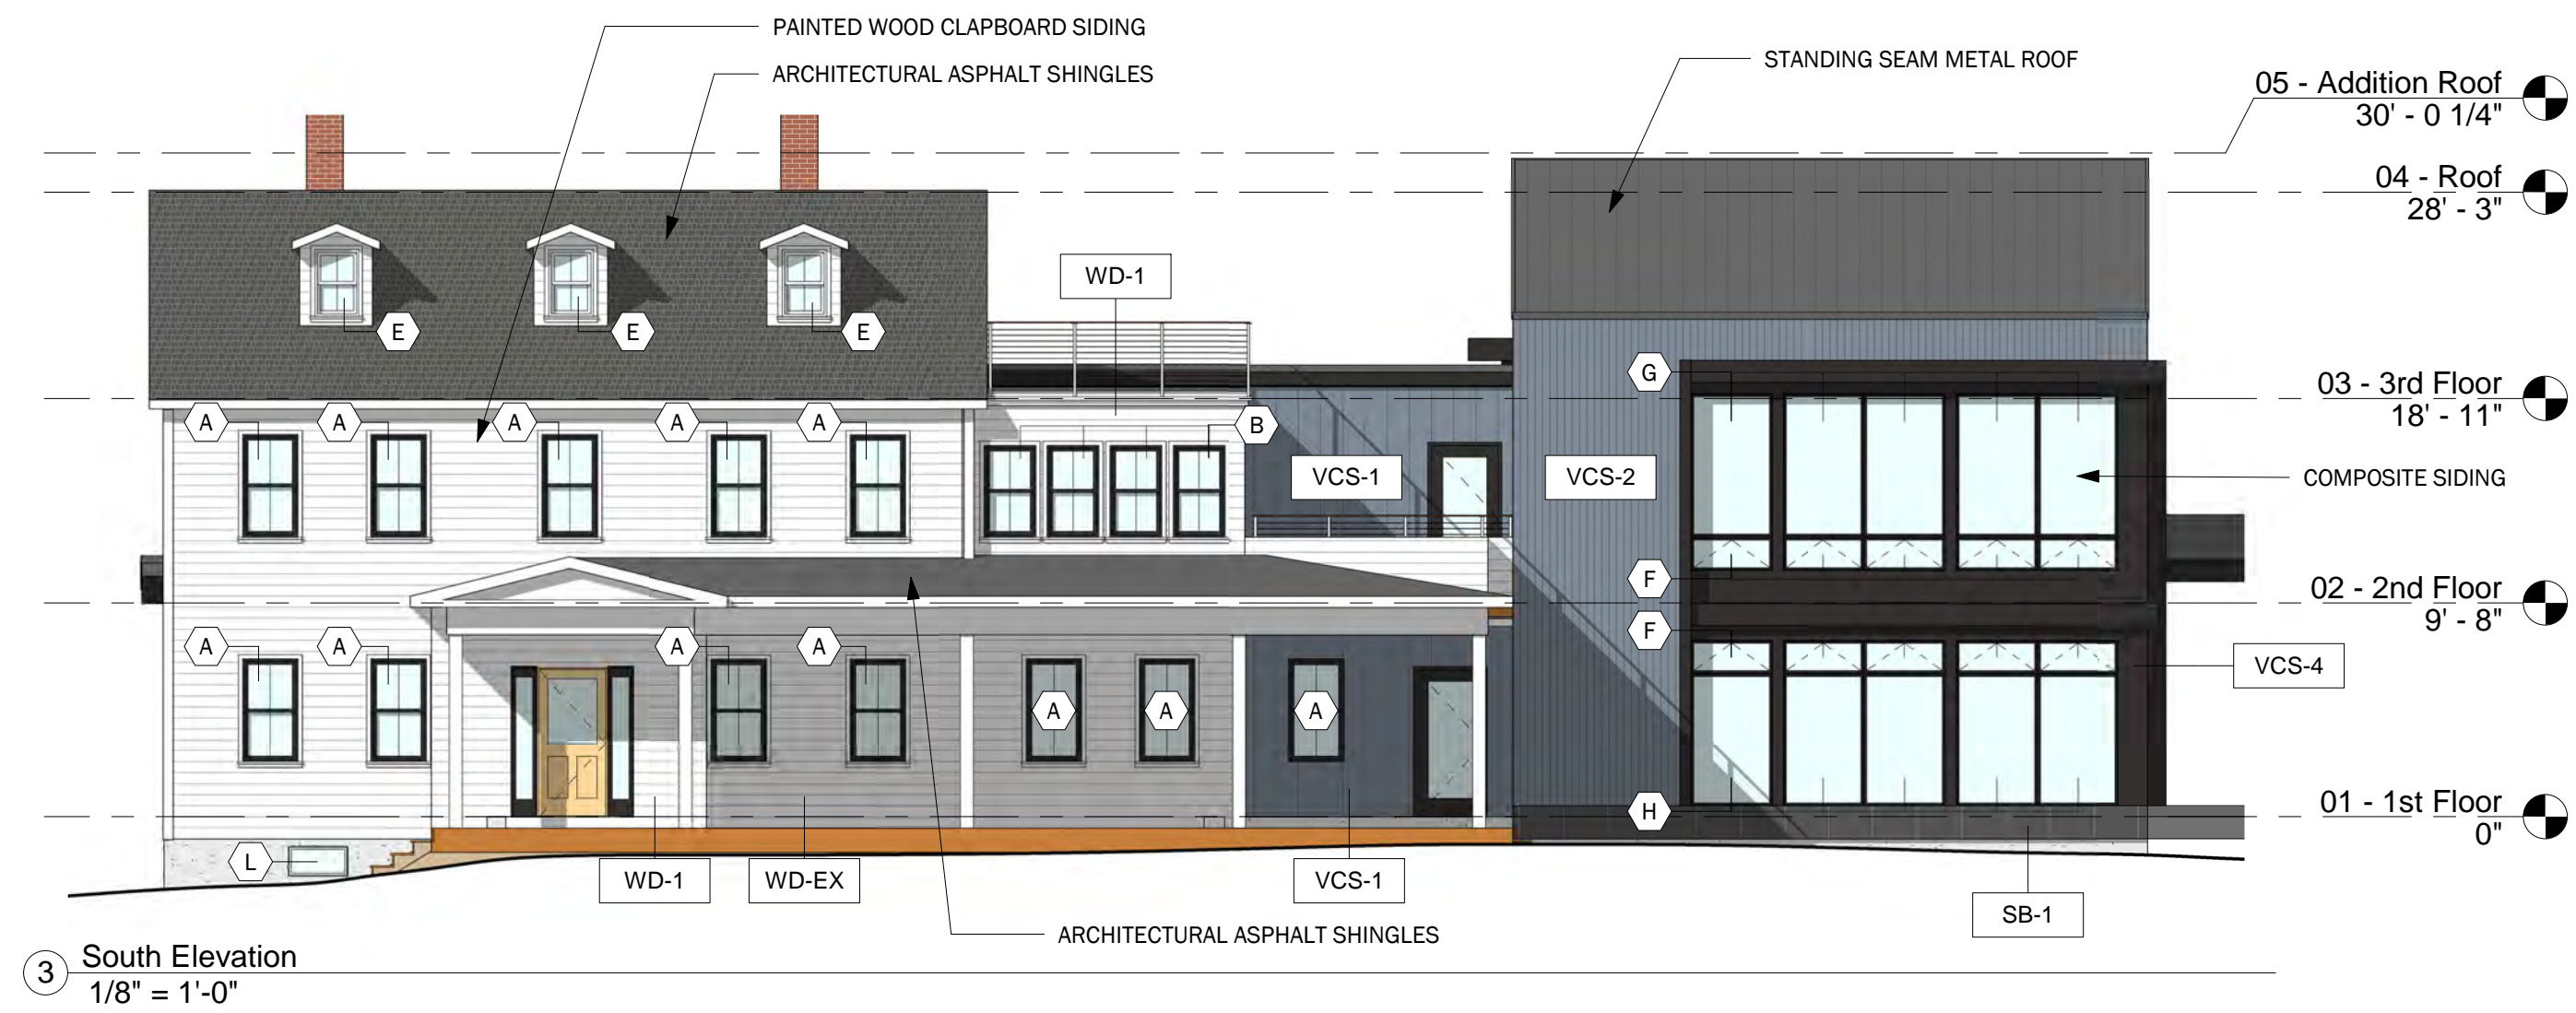 PAINTED WOOD CLAPBOARD SIDING
ARCHITECTURAL ASPHALT SHINGLES
STANDING SEAM METAL ROOF
05 - Addition Roof
30' - 0 1/4"
04 - Roof
28' - 3"
WD-1
E
E
E
G
03 - 3rd Floor
18' - 11"
A
A
A
A
A
B
VCS-1
VCS-2
COMPOSITE SIDING
F
02 - 2nd Floor
9' - 8"
F
A
A
A
A
VCS-4
A
A
A
H
01 - 1st Floor
0"
L
WD-1
WD-EX
VCS-1
SB-1
ARCHITECTURAL ASPHALT SHINGLES
3
South Elevation
1/8" = 1'-0"